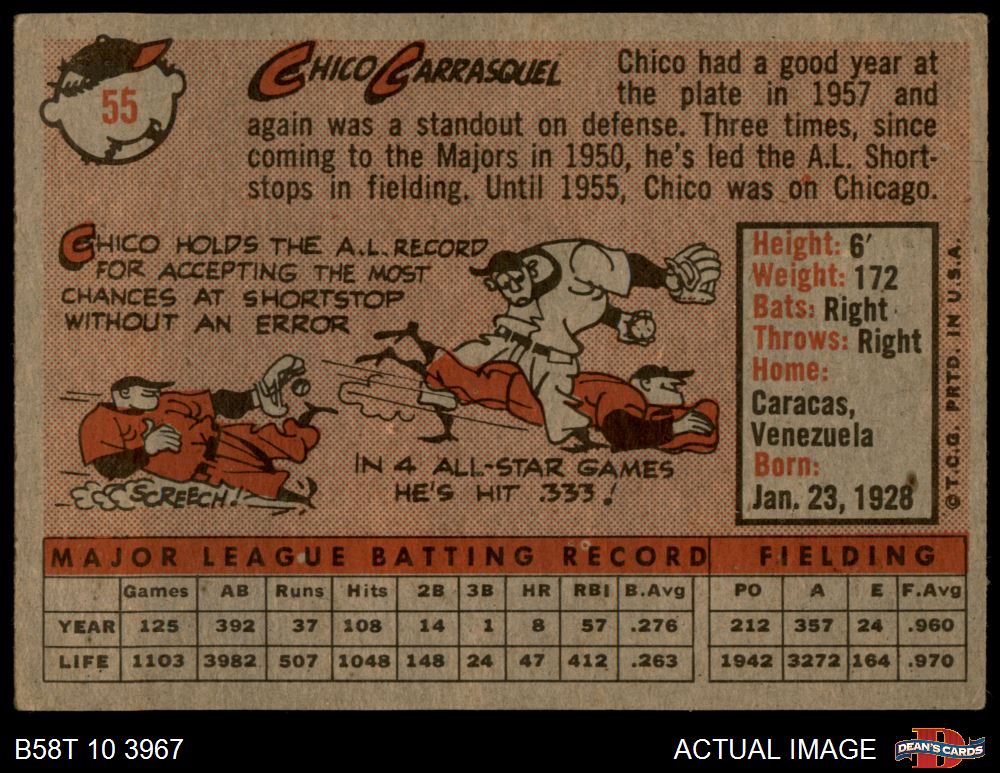 55
CHICO CARRASQUEL
Chico had a good year at
the plate in 1957 and
again was a standout on defense. Three times, since
coming to the Majors in 1950, he's led the A.L. Short-
stops in fielding. Until 1955, Chico was on Chicago.
CHICO HOLDS THE A.L. RECORD
FOR ACCEPTING THE MOST
CHANCES AT SHORTSTOP
WITHOUT AN ERROR
SCREECH!
IN 4 ALL-STAR GAMES
HE'S HIT .333!
Height: 6'
Weight: 172
Bats: Right
Throws: Right
Home:
Caracas,
Venezuela
Born:
Jan. 23, 1928
© T.C.G. PRTD. IN U.S.A.
MAJOR LEAGUE BATTING RECORD FIELDING
Games AB Runs Hits 2B 3B HR RBI B.Avg PO A E F.Avg
YEAR 125 392 37 108 14 1 8 57 .276 212 357 24 .960
LIFE 1103 3982 507 1048 148 24 47 412 .263 1942 3272 164 .970
B58T 10 3967
ACTUAL IMAGE
D
DEAN'S CARDS